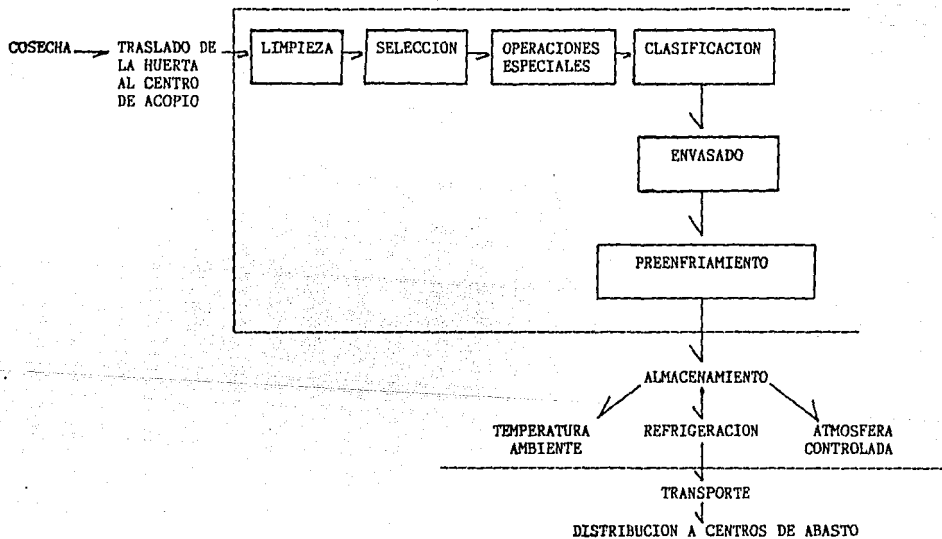 COSECHA
TRASLADO DE
LA HUERTA
AL CENTRO
DE ACOPIO
LIMPIEZA
SELECCION
OPERACIONES
ESPECIALES
CLASIFICACION
ENVASADO
PREENFRIAMIENTO
ALMACENAMIENTO
TEMPERATURA
AMBIENTE
REFRIGERACION
ATMOSFERA
CONTROLADA
TRANSPORTE
DISTRIBUCION A CENTROS DE ABASTO